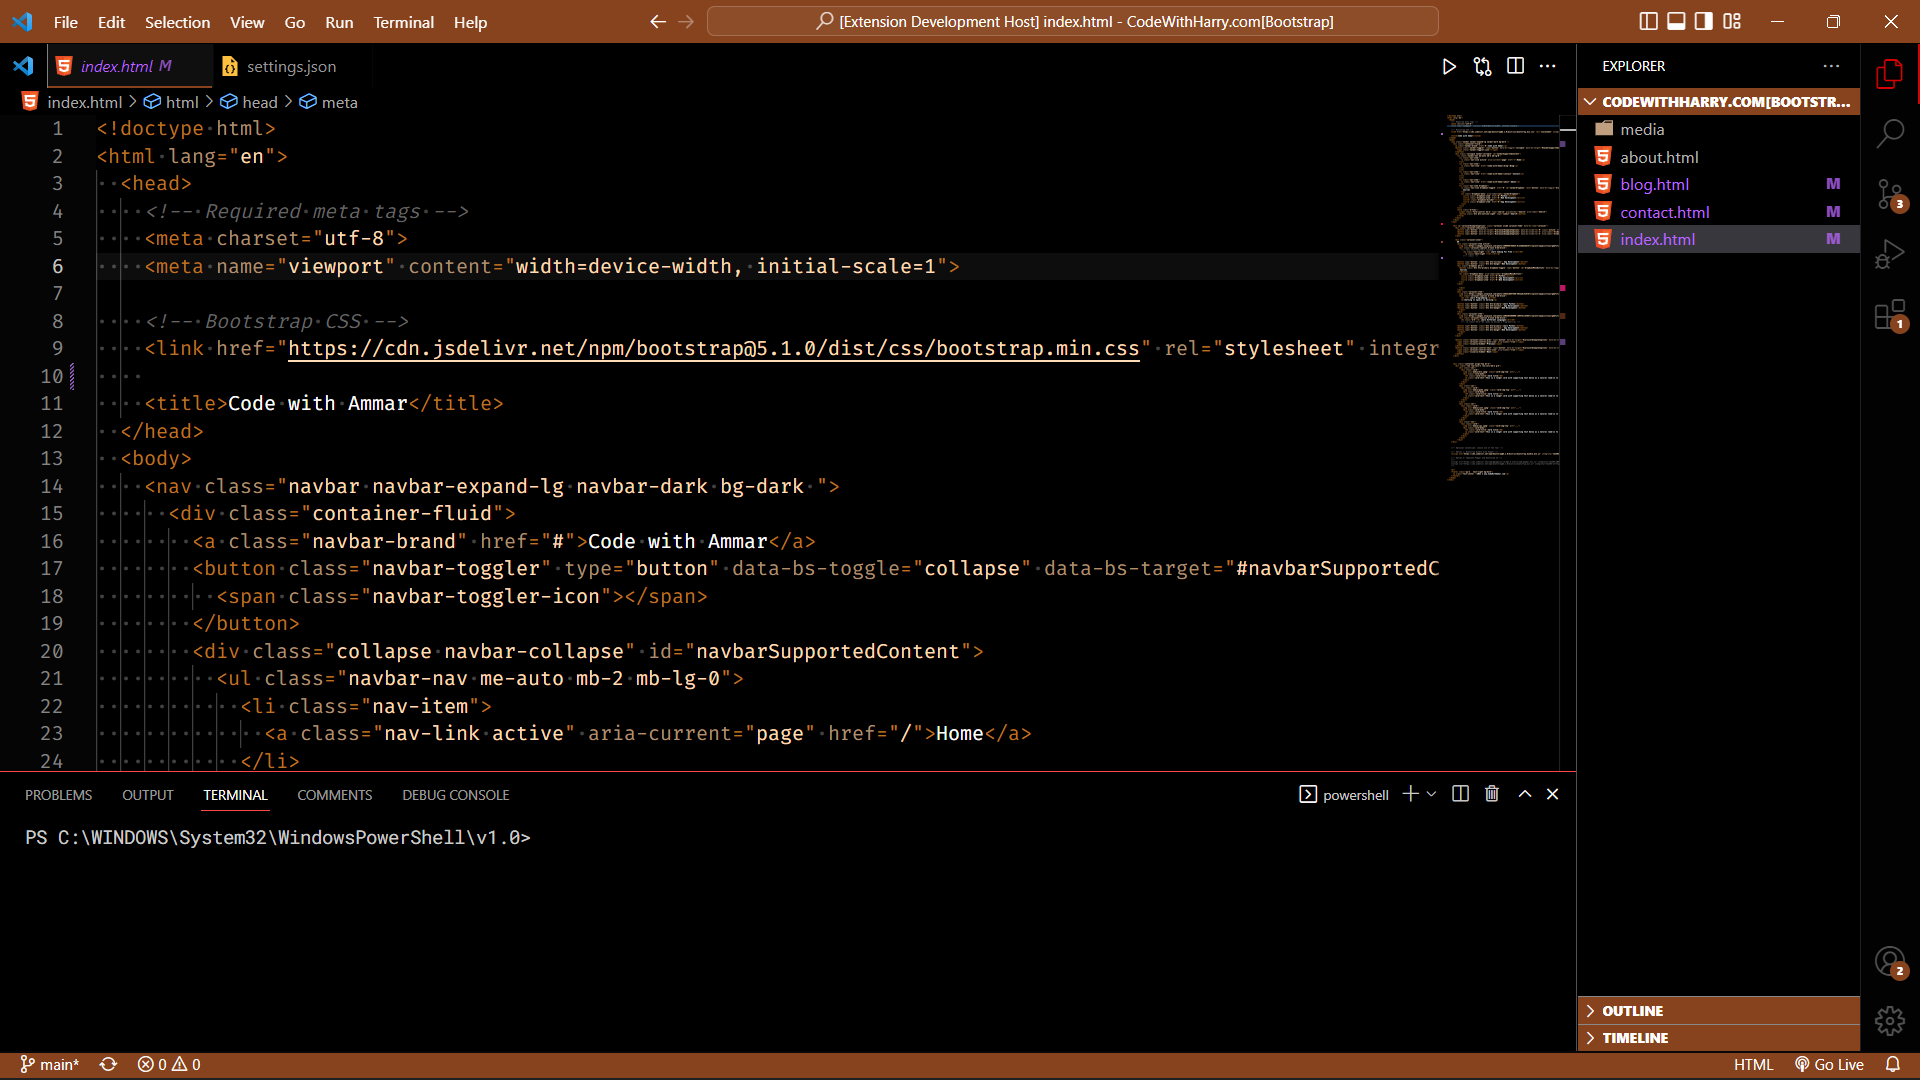 File Edit Selection View Go Run Terminal Help
[Extension Development Host] index.html - CodeWithHarry.com[Bootstrap]
index.html M
settings.json
index.html > html > head > meta
1 <!doctype html>
2 <html lang="en">
3 <head>
4 <!-- Required meta tags -->
5 <meta charset="utf-8">
6 <meta name="viewport" content="width=device-width, initial-scale=1">
7
8 <!-- Bootstrap CSS -->
9 <link href="https://cdn.jsdelivr.net/npm/bootstrap@5.1.0/dist/css/bootstrap.min.css" rel="stylesheet" integr
10
11 <title>Code with Ammar</title>
12 </head>
13 <body>
14 <nav class="navbar navbar-expand-lg navbar-dark bg-dark ">
15 <div class="container-fluid">
16 <a class="navbar-brand" href="#">Code with Ammar</a>
17 <button class="navbar-toggler" type="button" data-bs-toggle="collapse" data-bs-target="#navbarSupportedC
18 <span class="navbar-toggler-icon"></span>
19 </button>
20 <div class="collapse navbar-collapse" id="navbarSupportedContent">
21 <ul class="navbar-nav me-auto mb-2 mb-lg-0">
22 <li class="nav-item">
23 <a class="nav-link active" aria-current="page" href="/">Home</a>
24 </li>
PROBLEMS OUTPUT TERMINAL COMMENTS DEBUG CONSOLE
powershell
PS C:\WINDOWS\System32\WindowsPowerShell\v1.0>
EXPLORER
CODEWITHHARRY.COM[BOOTSTR...
media
about.html
blog.html M
contact.html M
index.html M
OUTLINE
TIMELINE
3
1
2
main* 0 0
HTML Go Live